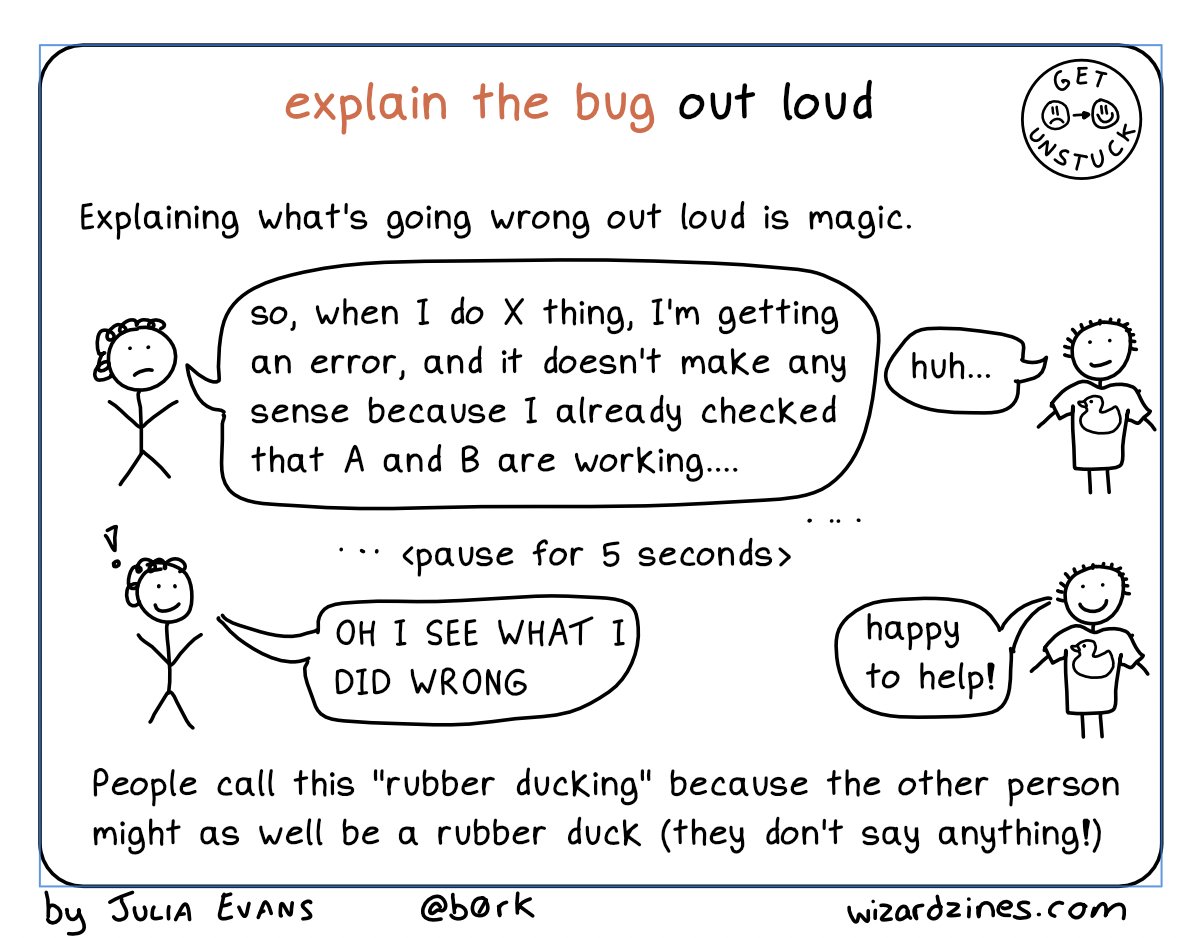 explain the bug out loud
GET
UNSTUCK
Explaining what's going wrong out loud is magic.
so, when I do X thing, I'm getting
an error, and it doesn't make any
sense because I already checked
that A and B are working....
huh...
... <pause for 5 seconds> ....
!
OH I SEE WHAT I
DID WRONG
happy
to help!
People call this "rubber ducking" because the other person
might as well be a rubber duck (they don't say anything!)
by JULIA EVANS @b0rk wizardzines.com